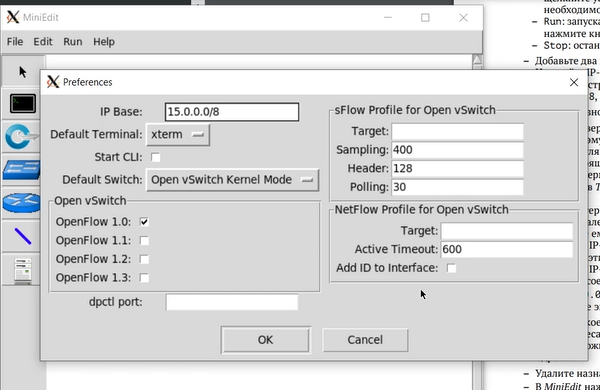 MiniEdit
File Edit Run Help
Preferences
IP Base: 15.0.0.0/8
Default Terminal: xterm
Start CLI:
Default Switch: Open vSwitch Kernel Mode
Open vSwitch
OpenFlow 1.0:
OpenFlow 1.1:
OpenFlow 1.2:
OpenFlow 1.3:
dpctl port:
sFlow Profile for Open vSwitch
Target:
Sampling: 400
Header: 128
Polling: 30
NetFlow Profile for Open vSwitch
Target:
Active Timeout: 600
Add ID to Interface:
OK Cancel
необходимо
– Run: запуска
нажмите кн
– Stop: остан
– Добавьте два
– Удалите назна
– В MiniEdit наж